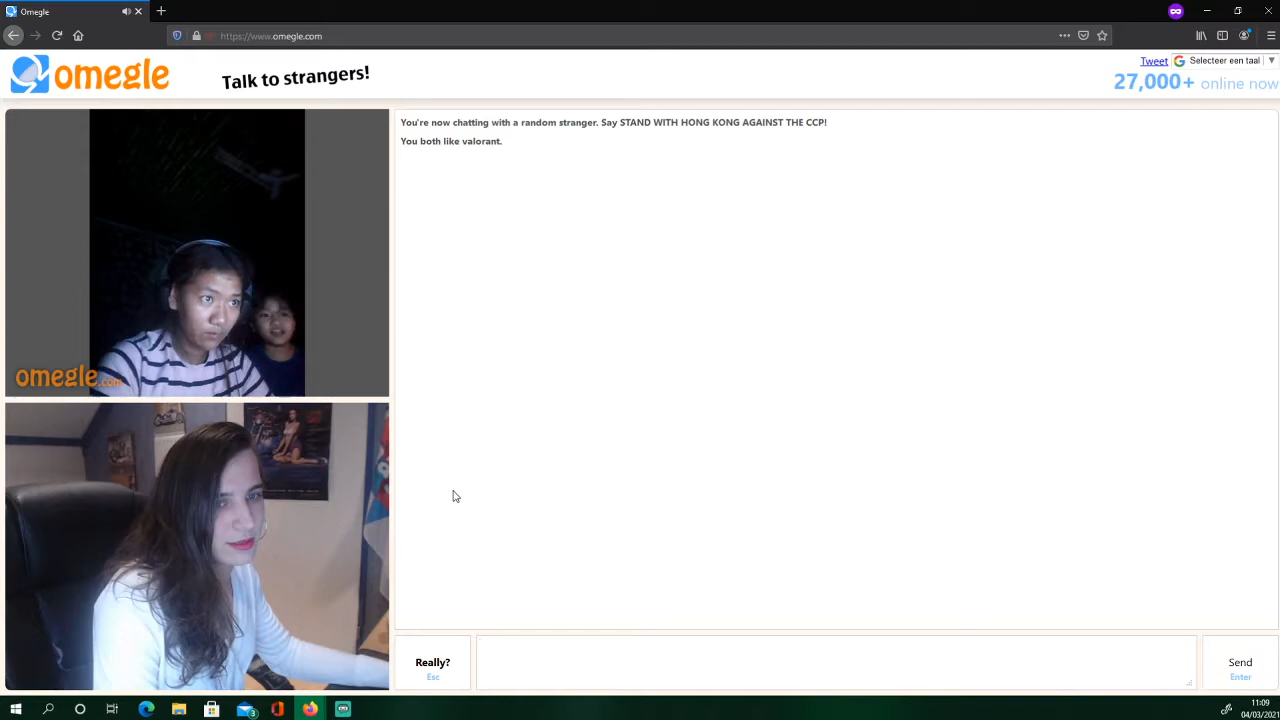 Omegle
https://www.omegle.com
omegle
Talk to strangers!
Tweet
Selecteer een taal
27,000+ online now
You're now chatting with a random stranger. Say STAND WITH HONG KONG AGAINST THE CCP!
You both like valorant.
omegle.com
Really?
Esc
Send
Enter
3
11:09
04/03/2021